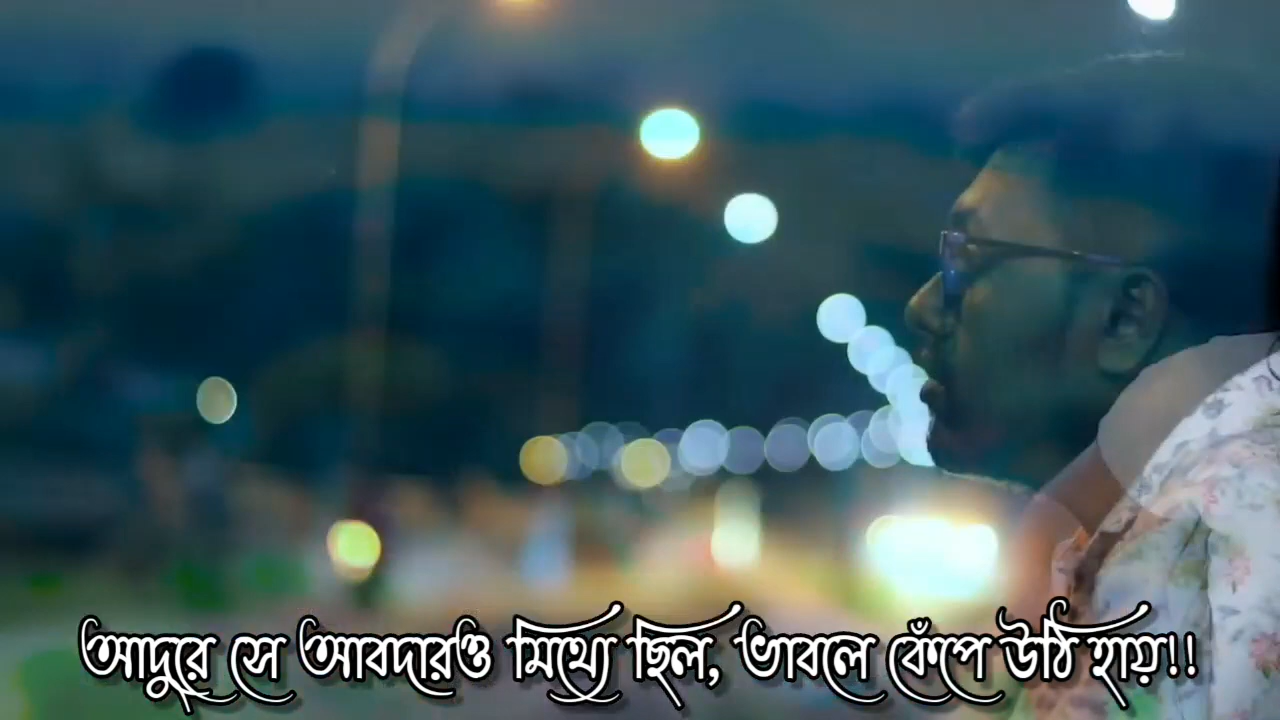 আদুরে সে আবদারও মিথ্যে ছিল, ভাবলে কেঁপে উঠি হায়!!